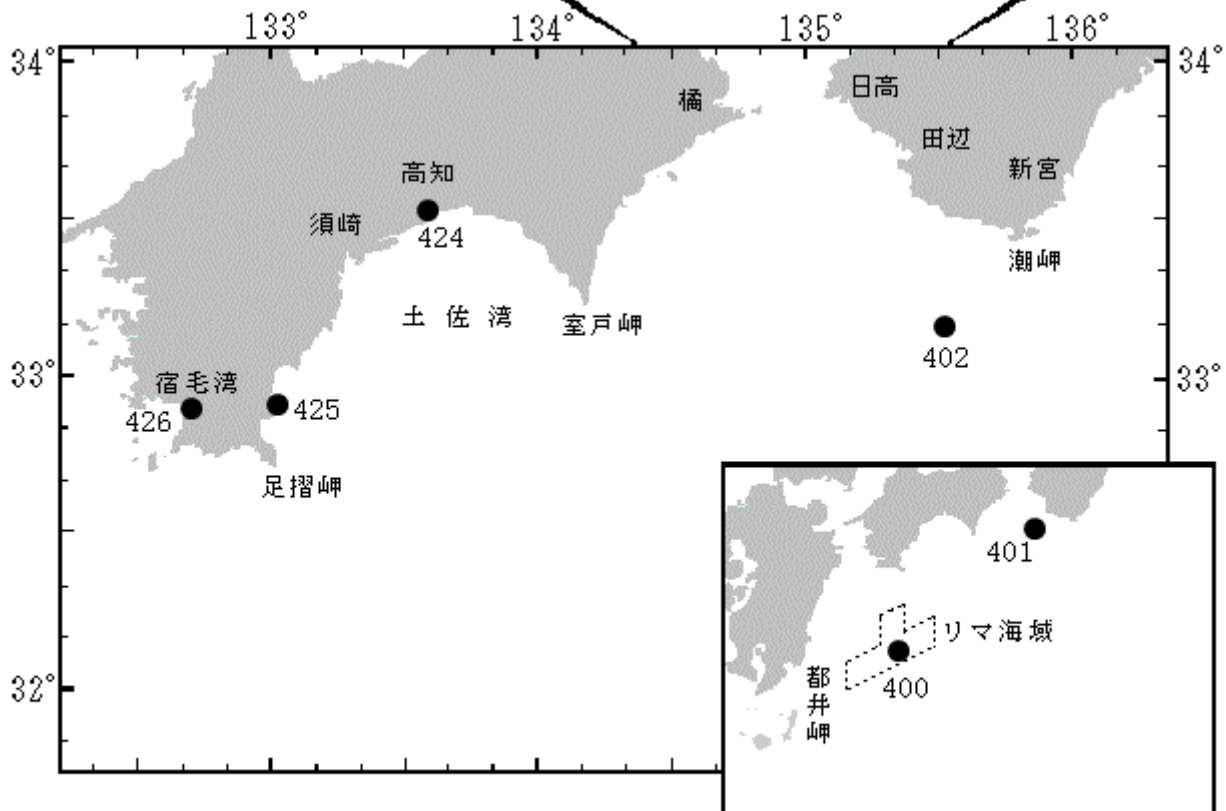 133° 134° 135° 136°
34° 34°
橘
日高
田辺
新宮
高知
424
須崎
潮岬
土佐湾
室戸岬
402
33° 33°
宿毛湾
426
425
足摺岬
401
リマ海域
400
都井岬
32°